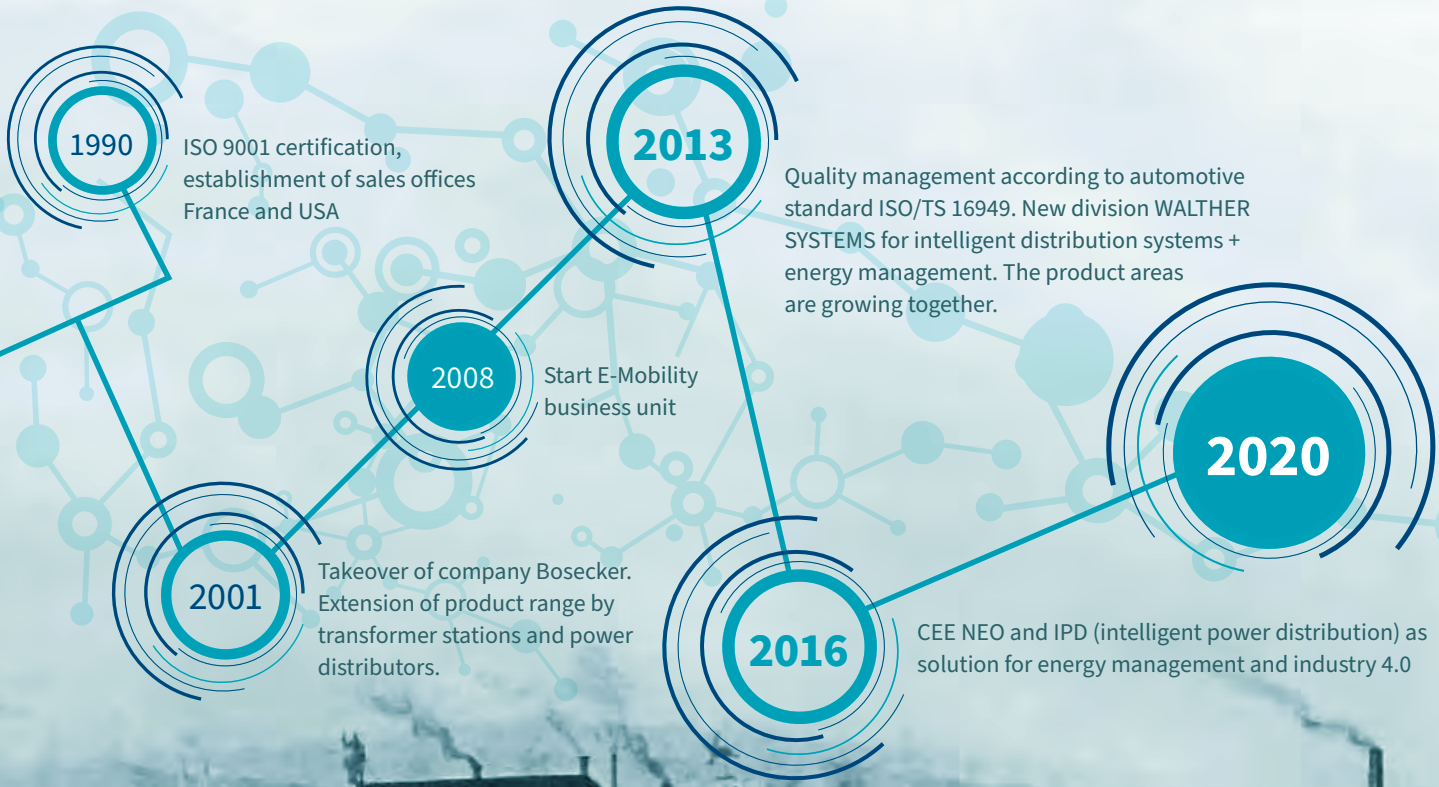 1990
ISO 9001 certification,
establishment of sales offices
France and USA
2001
Takeover of company Bosecker.
Extension of product range by
transformer stations and power
distributors.
2008
Start E-Mobility
business unit
2013
Quality management according to automotive
standard ISO/TS 16949. New division WALTHER
SYSTEMS for intelligent distribution systems +
energy management. The product areas
are growing together.
2016
CEE NEO and IPD (intelligent power distribution) as
solution for energy management and industry 4.0
2020